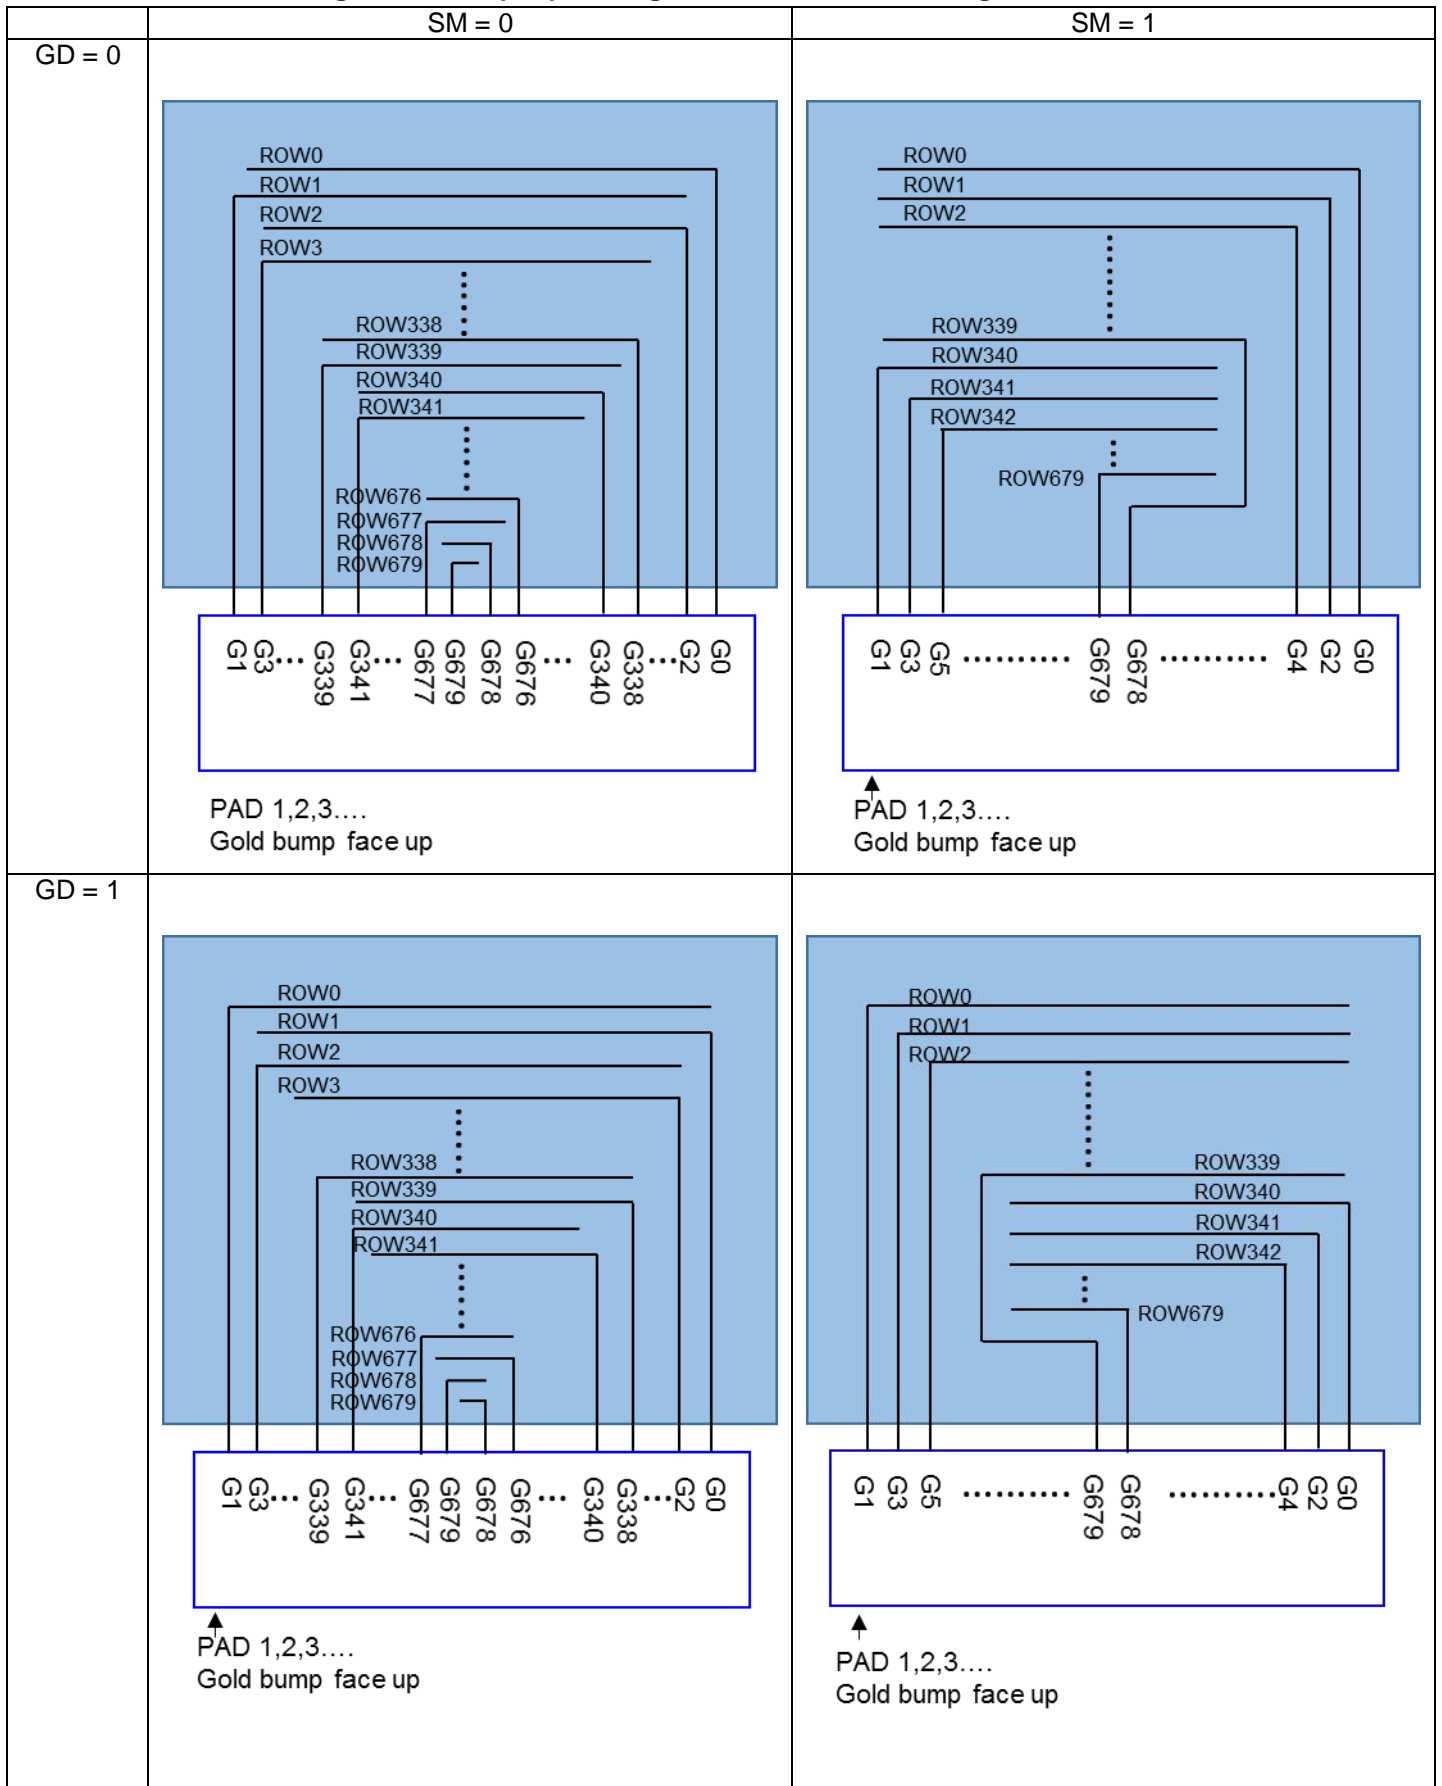 SM = 0
SM = 1
GD = 0
ROW0
ROW1
ROW2
ROW3
ROW338
ROW339
ROW340
ROW341
ROW676
ROW677
ROW678
ROW679
G1 G3... G339 G341... G677 G679 G678 G676... G340 G338...G2 G0
PAD 1,2,3....
Gold bump face up
ROW0
ROW1
ROW2
ROW339
ROW340
ROW341
ROW342
ROW679
G1 G3 G5 .......... G679 G678 .......... G4 G2 G0
PAD 1,2,3....
Gold bump face up
GD = 1
ROW0
ROW1
ROW2
ROW3
ROW338
ROW339
ROW340
ROW341
ROW676
ROW677
ROW678
ROW679
G1 G3... G339 G341... G677 G679 G678 G676 ... G340 G338...G2 G0
PAD 1,2,3....
Gold bump face up
ROW0
ROW1
ROW2
ROW339
ROW340
ROW341
ROW342
ROW679
G1 G3 G5 .......... G679 G678 ..........G4 G2 G0
PAD 1,2,3....
Gold bump face up